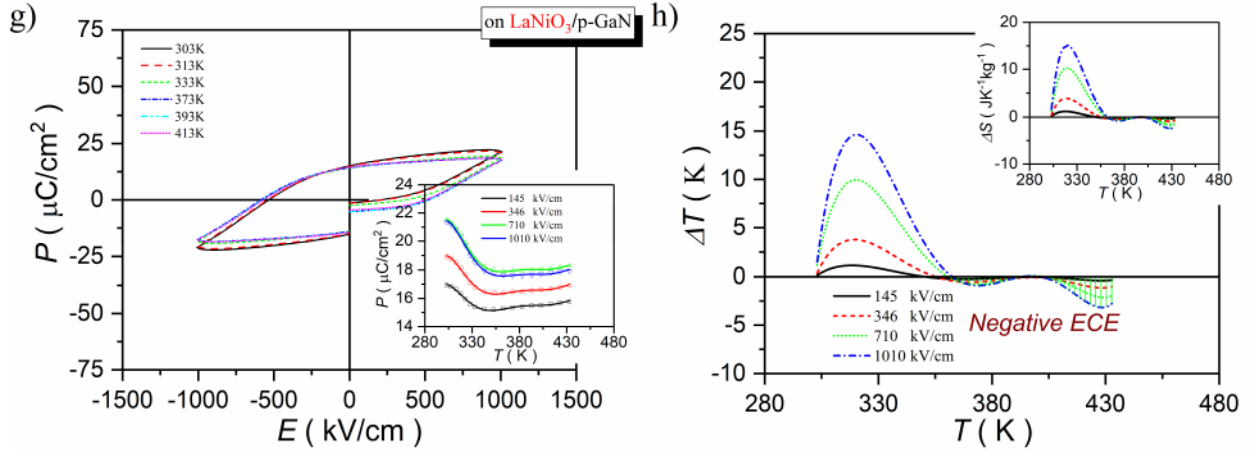 g)
on LaNiO3/p-GaN
75
50
25
0
-25
-50
-75
P ( μC/cm2 )
303K
313K
333K
373K
393K
413K
24
22
20
18
16
14
P ( μC/cm2 )
145 kV/cm
346 kV/cm
710 kV/cm
1010 kV/cm
280 330 380 430 480
T ( K )
-1500 -1000 -500 0 500 1000 1500
E ( kV/cm )
h)
25
20
15
10
5
0
-5
-10
ΔT ( K )
20
10
0
-10
ΔS ( JK-1kg-1 )
280 330 380 430 480
T ( K )
145 kV/cm
346 kV/cm
710 kV/cm
1010 kV/cm
Negative ECE
280 330 380 430 480
T ( K )